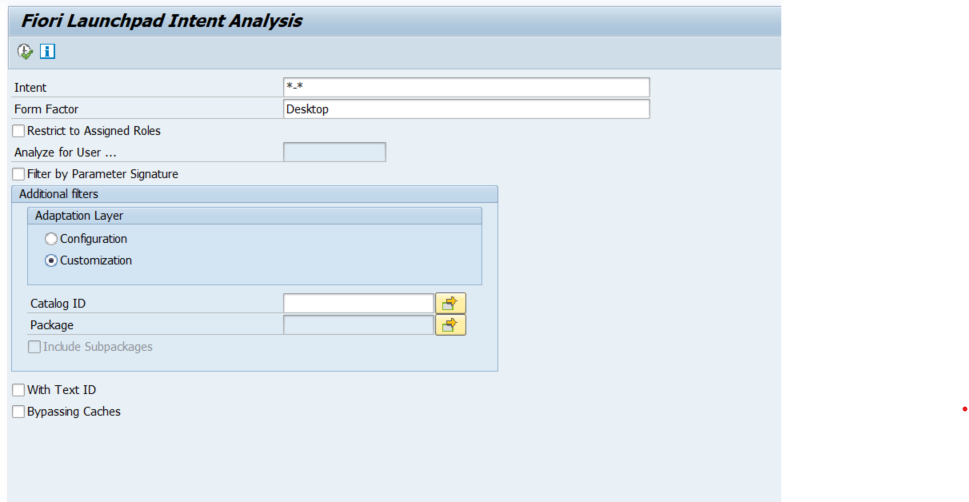 Fiori Launchpad Intent Analysis
Intent *-*
Form Factor Desktop
Restrict to Assigned Roles
Analyze for User ...
Filter by Parameter Signature
Additional filters
Adaptation Layer
Configuration
Customization
Catalog ID
Package
Include Subpackages
With Text ID
Bypassing Caches